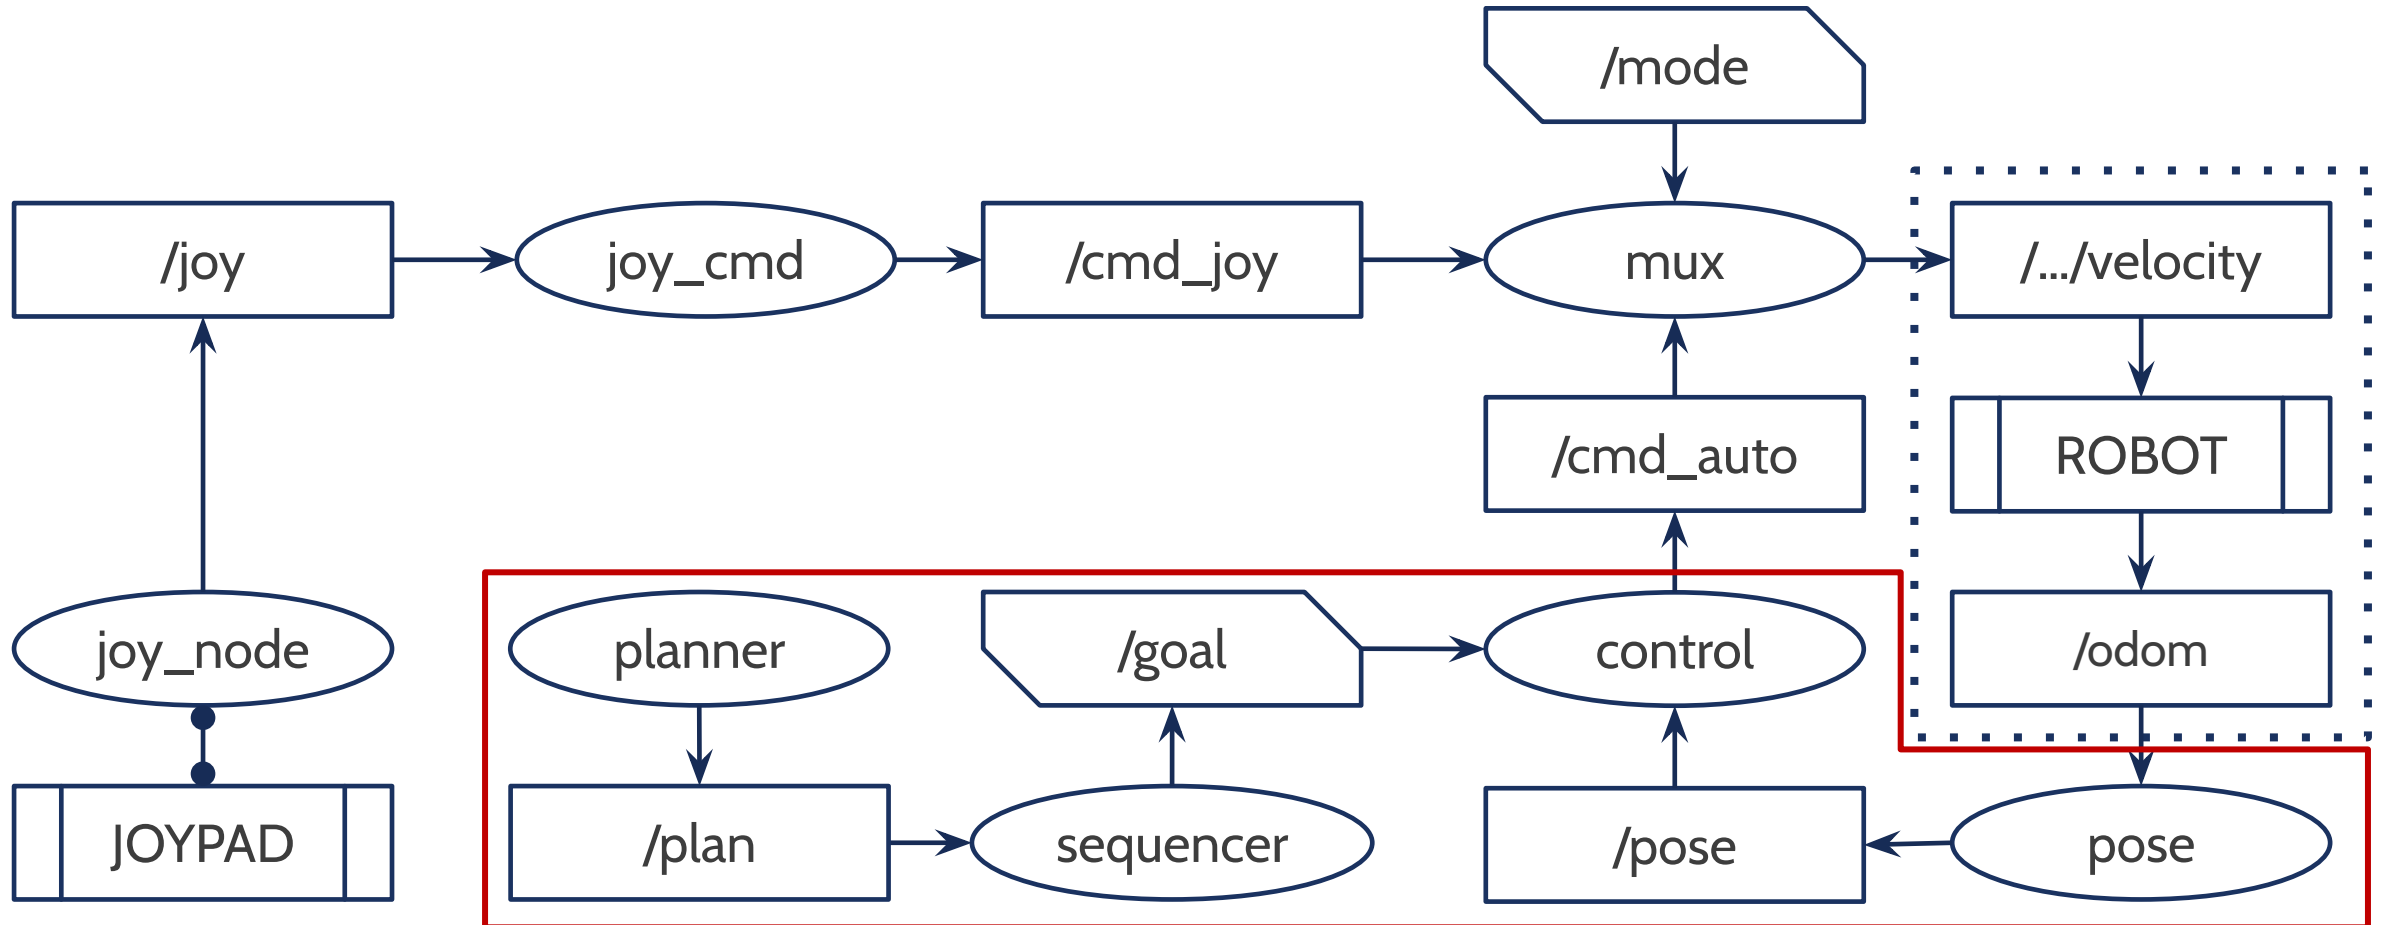 /mode
/joy
joy_cmd
/cmd_joy
mux
/.../velocity
/cmd_auto
ROBOT
joy_node
planner
/goal
control
/odom
JOYPAD
/plan
sequencer
/pose
pose